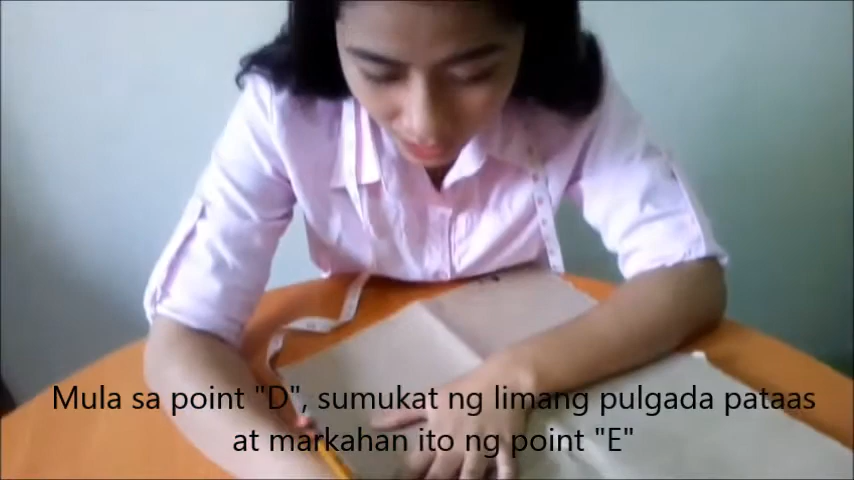 Mula sa point "D", sumukat ng limang pulgada pataas
at markahan ito ng point "E"